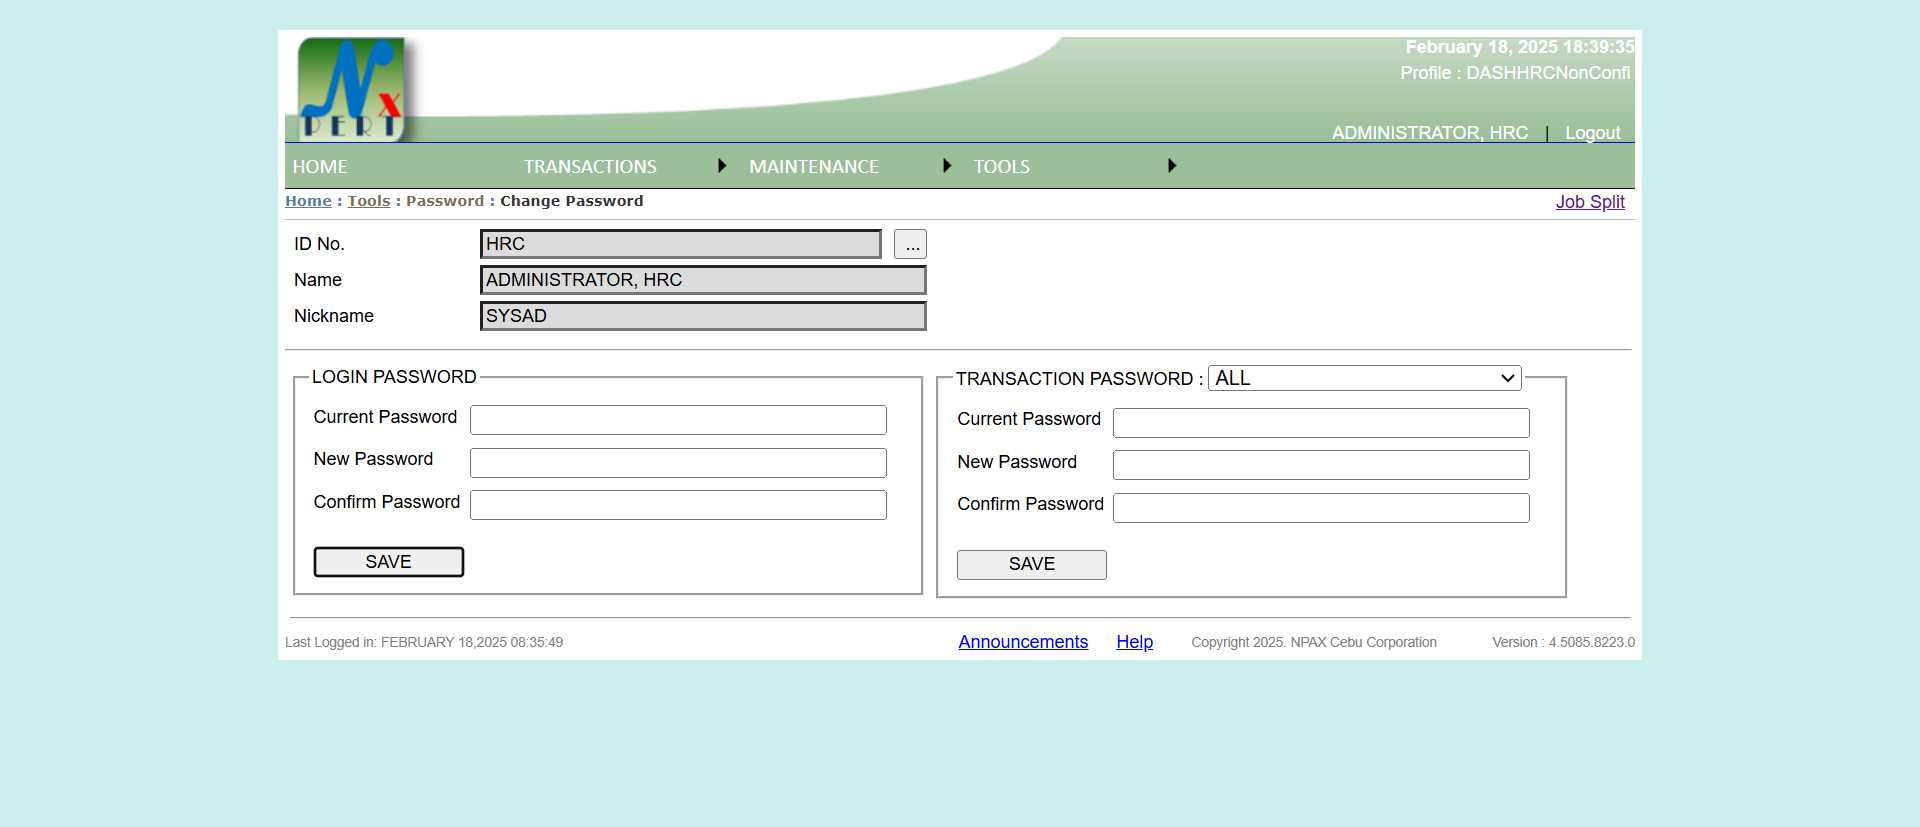 N
X
PERT
February 18, 2025 18:39:35
Profile : DASHHRCNonConfi
ADMINISTRATOR, HRC | Logout
HOME TRANSACTIONS MAINTENANCE TOOLS
Home : Tools : Password : Change Password
Job Split
ID No. HRC ...
Name ADMINISTRATOR, HRC
Nickname SYSAD
LOGIN PASSWORD
Current Password
New Password
Confirm Password
SAVE
TRANSACTION PASSWORD : ALL
Current Password
New Password
Confirm Password
SAVE
Last Logged in: FEBRUARY 18,2025 08:35:49
Announcements Help Copyright 2025. NPAX Cebu Corporation Version : 4.5085.8223.0